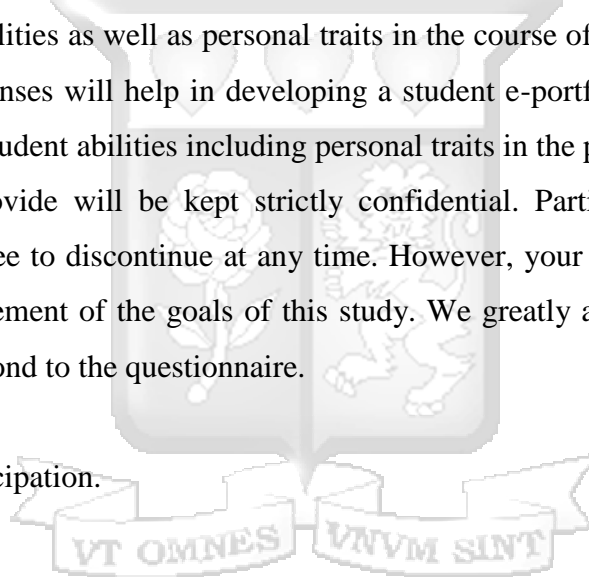 lities as well as personal traits in the course of
nses will help in developing a student e-portf
udent abilities including personal traits in the p
ovide will be kept strictly confidential. Parti
ee to discontinue at any time. However, your
ement of the goals of this study. We greatly a
ond to the questionnaire.
cipation.
VT OMNES VNVM SINT